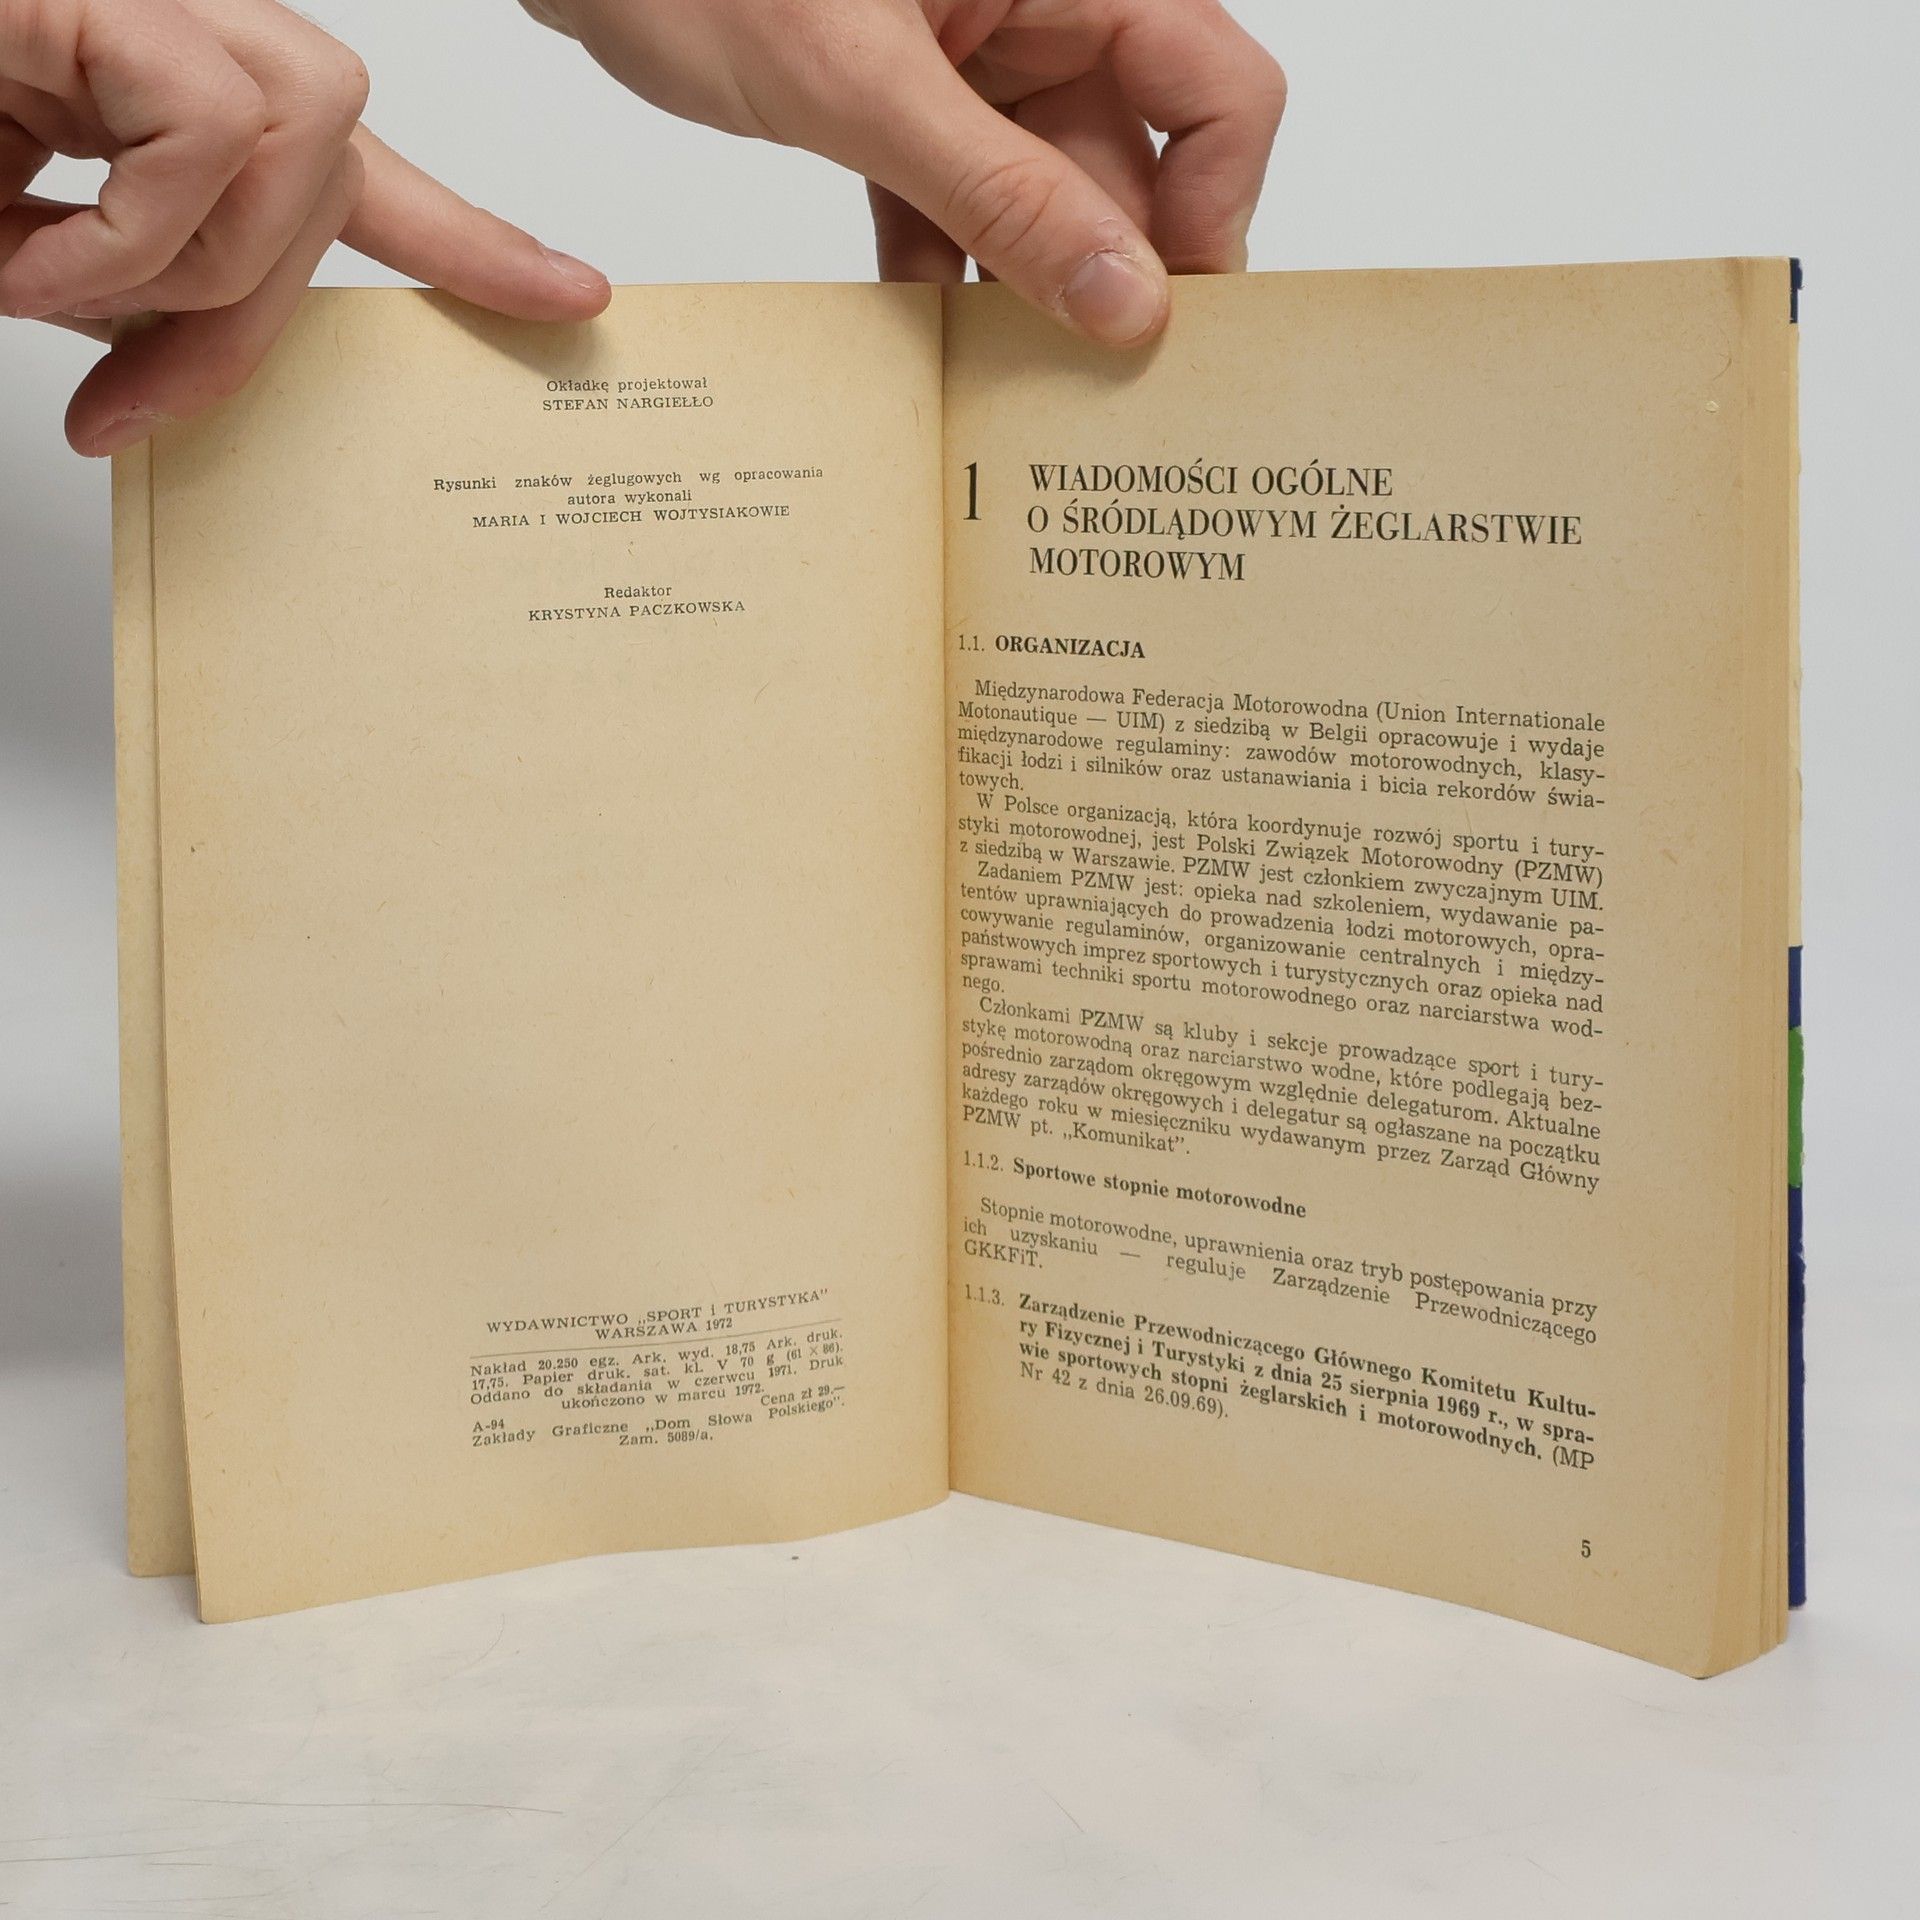 Okładkę projektował
STEFAN NARGIEŁŁO
Rysunki znaków żeglugowych wg opracowania
autora wykonali
MARIA I WOJCIECH WOJTYSIAKOWIE
Redaktor
KRYSTYNA PACZKOWSKA
WYDAWNICTWO „SPORT i TURYSTYKA”
WARSZAWA 1972
Nakład 20.250 egz. Ark. wyd. 18,75 Ark. druk.
17,75. Papier druk. sat. kl. V 70 g (61 × 86).
Oddano do składania w czerwcu 1971. Druk
ukończono w marcu 1972.
A-94 Cena zł 29.—
Zakłady Graficzne „Dom Słowa Polskiego”.
Zam. 5089/a.
1 WIADOMOŚCI OGÓLNE
O ŚRÓDLĄDOWYM ŻEGLARSTWIE
MOTOROWYM
1.1. ORGANIZACJA
Międzynarodowa Federacja Motorowodna (Union Internationale
Motonautique — UIM) z siedzibą w Belgii opracowuje i wydaje
międzynarodowe regulaminy: zawodów motorowodnych, klasy-
fikacji łodzi i silników oraz ustanawiania i bicia rekordów świa-
towych.
W Polsce organizacją, która koordynuje rozwój sportu i tury-
styki motorowodnej, jest Polski Związek Motorowodny (PZMW)
z siedzibą w Warszawie. PZMW jest członkiem zwyczajnym UIM.
Zadaniem PZMW jest: opieka nad szkoleniem, wydawanie pa-
tentów uprawniających do prowadzenia łodzi motorowych, opra-
cowywanie regulaminów, organizowanie centralnych i między-
państwowych imprez sportowych i turystycznych oraz opieka nad
sprawami techniki sportu motorowodnego oraz narciarstwa wod-
nego.
Członkami PZMW są kluby i sekcje prowadzące sport i tury-
stykę motorowodną oraz narciarstwo wodne, które podlegają bez-
pośrednio zarządom okręgowym względnie delegaturom. Aktualne
adresy zarządów okręgowych i delegatur są ogłaszane na początku
każdego roku w miesięczniku wydawanym przez Zarząd Główny
PZMW pt. „Komunikat”.
1.1.2. Sportowe stopnie motorowodne
Stopnie motorowodne, uprawnienia oraz tryb postępowania przy
ich uzyskaniu — reguluje Zarządzenie Przewodniczącego
GKKFiT.
1.1.3. Zarządzenie Przewodniczącego Głównego Komitetu Kultu-
ry Fizycznej i Turystyki z dnia 25 sierpnia 1969 r., w spra-
wie sportowych stopni żeglarskich i motorowodnych. (MP
Nr 42 z dnia 26.09.69).
5